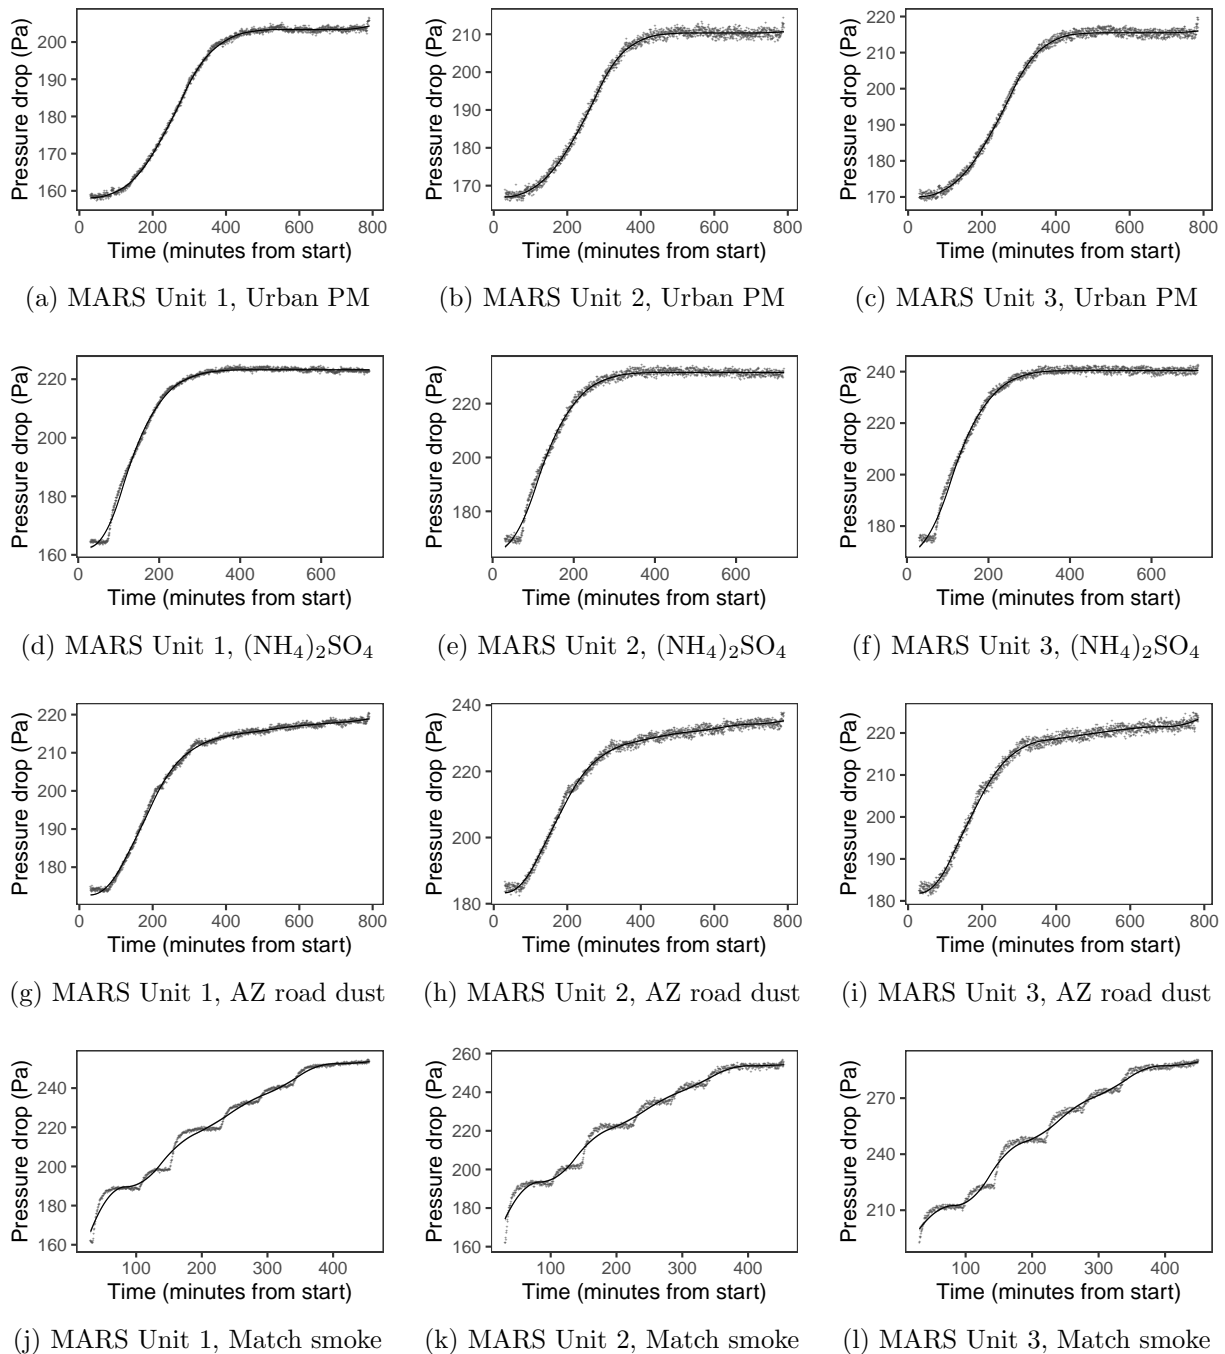 Pressure drop (Pa)
200
190
180
170
160
0 200 400 600 800
Time (minutes from start)
(a) MARS Unit 1, Urban PM
Pressure drop (Pa)
210
200
190
180
170
0 200 400 600 800
Time (minutes from start)
(b) MARS Unit 2, Urban PM
Pressure drop (Pa)
220
210
200
190
180
170
0 200 400 600 800
Time (minutes from start)
(c) MARS Unit 3, Urban PM
Pressure drop (Pa)
220
200
180
160
0 200 400 600
Time (minutes from start)
(d) MARS Unit 1, (NH₄)₂SO₄
Pressure drop (Pa)
220
200
180
0 200 400 600
Time (minutes from start)
(e) MARS Unit 2, (NH₄)₂SO₄
Pressure drop (Pa)
240
220
200
180
0 200 400 600
Time (minutes from start)
(f) MARS Unit 3, (NH₄)₂SO₄
Pressure drop (Pa)
220
210
200
190
180
0 200 400 600 800
Time (minutes from start)
(g) MARS Unit 1, AZ road dust
Pressure drop (Pa)
240
220
200
180
0 200 400 600 800
Time (minutes from start)
(h) MARS Unit 2, AZ road dust
Pressure drop (Pa)
220
210
200
190
180
0 200 400 600 800
Time (minutes from start)
(i) MARS Unit 3, AZ road dust
Pressure drop (Pa)
240
220
200
180
160
100 200 300 400
Time (minutes from start)
(j) MARS Unit 1, Match smoke
Pressure drop (Pa)
260
240
220
200
180
160
100 200 300 400
Time (minutes from start)
(k) MARS Unit 2, Match smoke
Pressure drop (Pa)
270
240
210
100 200 300 400
Time (minutes from start)
(l) MARS Unit 3, Match smoke